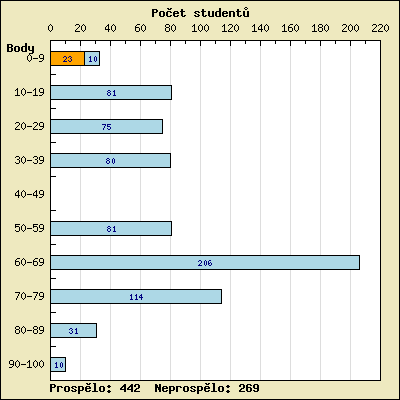 Počet studentů
0 20 40 60 80 100 120 140 160 180 200 220
Body
0-9 23 10
10-19 81
20-29 75
30-39 80
40-49
50-59 81
60-69 206
70-79 114
80-89 31
90-100 10
Prospělo: 442 Neprospělo: 269